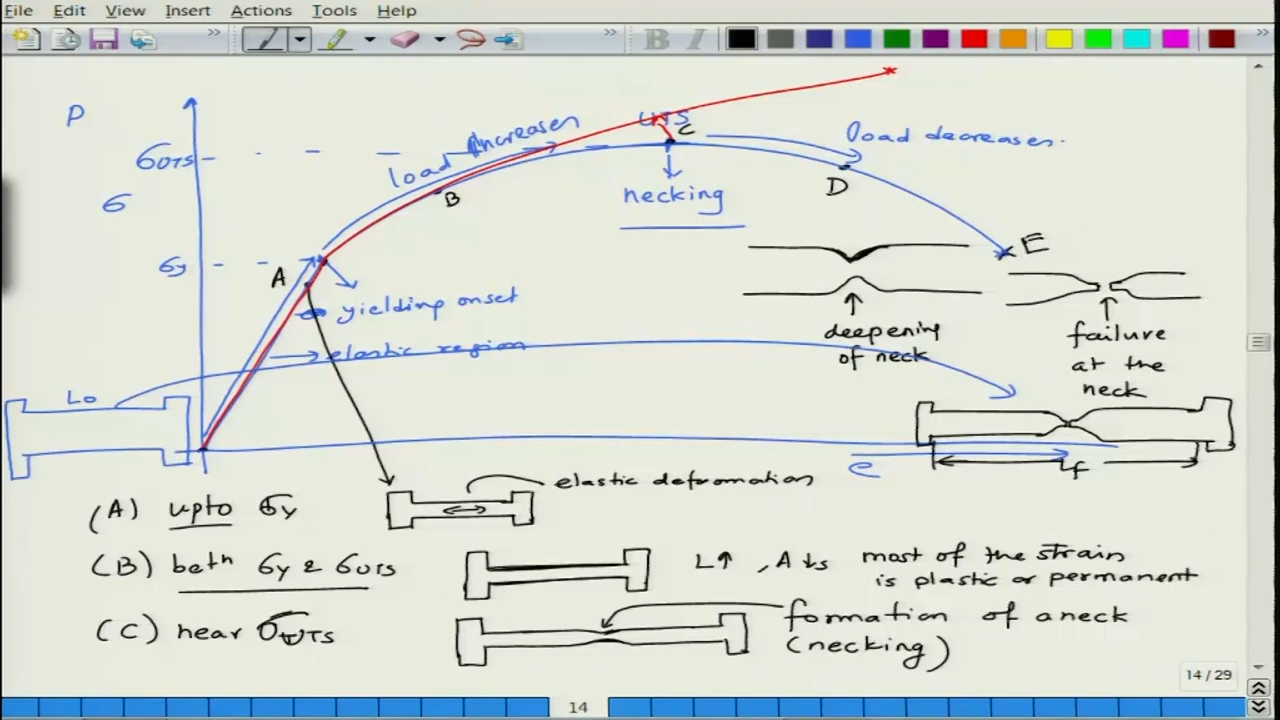 File Edit View Insert Actions Tools Help
B I
P
UTS
C
load increases
load decreases.
σUTS
B
D
σ
necking
E
σy
A
yielding onset
deepening
of neck
failure
at the
neck
elastic region
Lo
e
Lf
elastic defromation
(A) upto σy
(B) betn σy & σUTS
L↑ , A↓s most of the strain
is plastic or permanent
(C) near σUTS
formation of a neck
(necking)
14 / 29
14